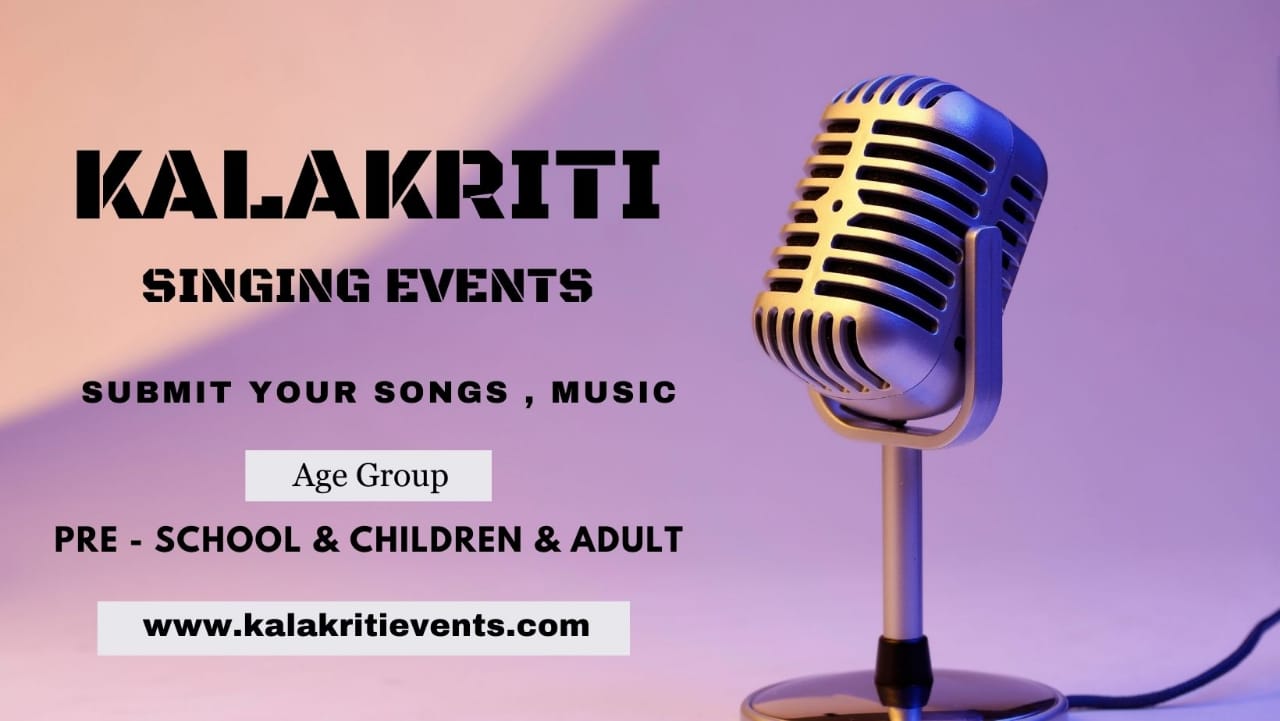 KALAKRITI
SINGING EVENTS
SUBMIT YOUR SONGS , MUSIC
Age Group
PRE - SCHOOL & CHILDREN & ADULT
www.kalakritievents.com